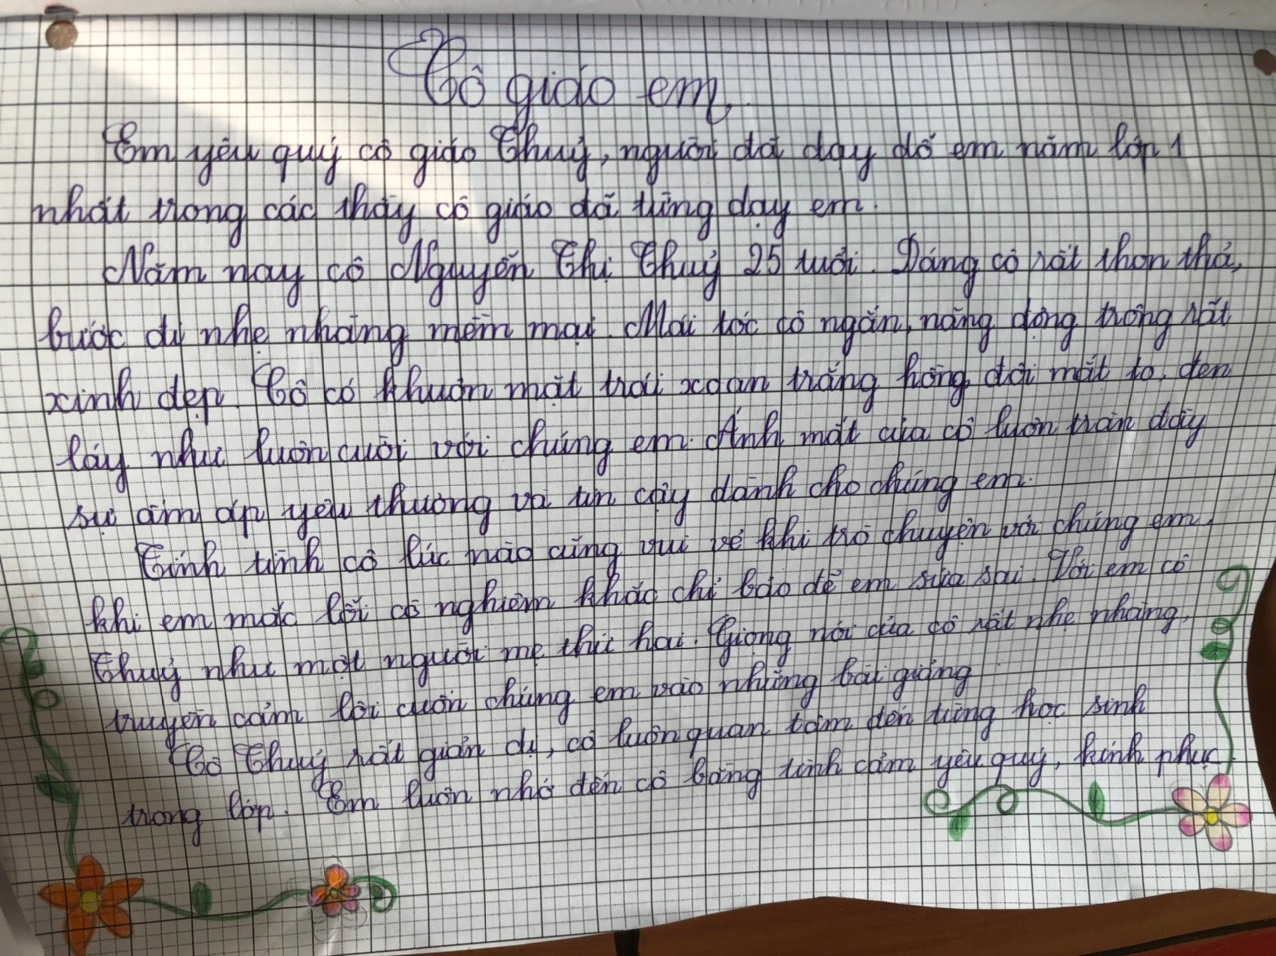 Cô giáo em
Em yêu quý cô giáo Thuỷ, người đã dạy dỗ em năm lớp 1
nhất trong các thầy cô giáo đã từng dạy em.
Năm nay cô Nguyễn Thị Thuỷ 25 tuổi. Dáng cô rất thon thả,
bước đi nhẹ nhàng mềm mại. Mái tóc cô ngắn, năng động trông rất
xinh đẹp. Cô có khuôn mặt trái xoan trắng hồng, đôi mắt to, đen
láy như luôn cười với chúng em. Ánh mắt của cô luôn tràn đầy
sự ấm áp yêu thương và tin cậy dành cho chúng em.
Tính tình cô lúc nào cũng vui vẻ khi trò chuyện với chúng em,
khi em mắc lỗi cô nghiêm khắc chỉ bảo để em sửa sai. Với em cô
Thuỷ như một người mẹ thứ hai. Giọng nói của cô rất nhẹ nhàng,
truyền cảm lôi cuốn chúng em vào những bài giảng
Cô Thuỷ rất giản dị, cô luôn quan tâm đến từng học sinh
trong lớp. Em luôn nhớ đến cô bằng tình cảm yêu quý, kính phục.